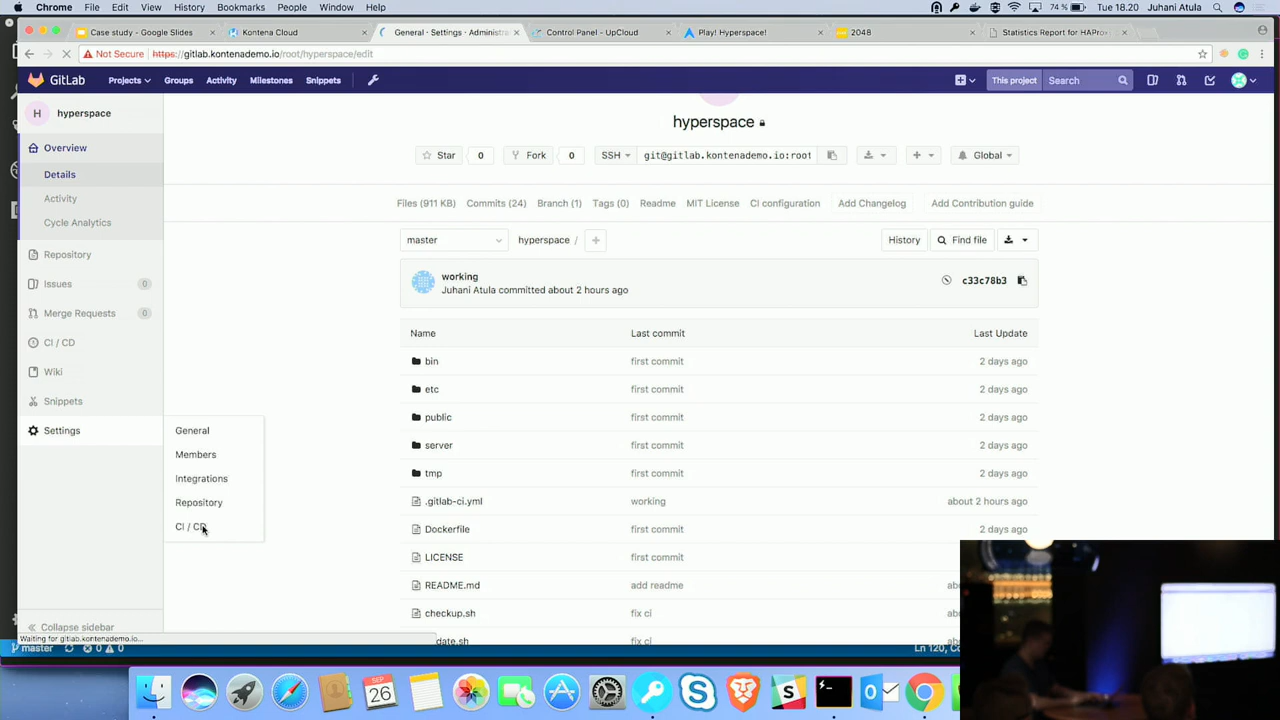 Chrome File Edit View History Bookmarks People Window Help 74 % Tue 18.20 Juhani Atula
Case study - Google Slides Kontena Cloud General · Settings · Administra Control Panel - UpCloud Play! Hyperspace! 2048 Statistics Report for HAProx
Not Secure https://gitlab.kontenademo.io/root/hyperspace/edit
GitLab Projects Groups Activity Milestones Snippets This project Search
H hyperspace
Overview
Details
Activity
Cycle Analytics
Repository
Issues 0
Merge Requests 0
CI / CD
Wiki
Snippets
Settings
General
Members
Integrations
Repository
CI / CD
Collapse sidebar
hyperspace
Star 0 Fork 0 SSH git@gitlab.kontenademo.io:root Global
Files (911 KB) Commits (24) Branch (1) Tags (0) Readme MIT License CI configuration Add Changelog Add Contribution guide
master hyperspace / + History Find file
working c33c78b3
Juhani Atula committed about 2 hours ago
Name Last commit Last Update
bin first commit 2 days ago
etc first commit 2 days ago
public first commit 2 days ago
server first commit 2 days ago
tmp first commit 2 days ago
.gitlab-ci.yml working about 2 hours ago
Dockerfile first commit 2 days ago
LICENSE first commit
README.md add readme
checkup.sh fix ci
date.sh fix ci
Waiting for gitlab.kontenademo.io...
master 0 0 Ln 120, Co
SEP
26